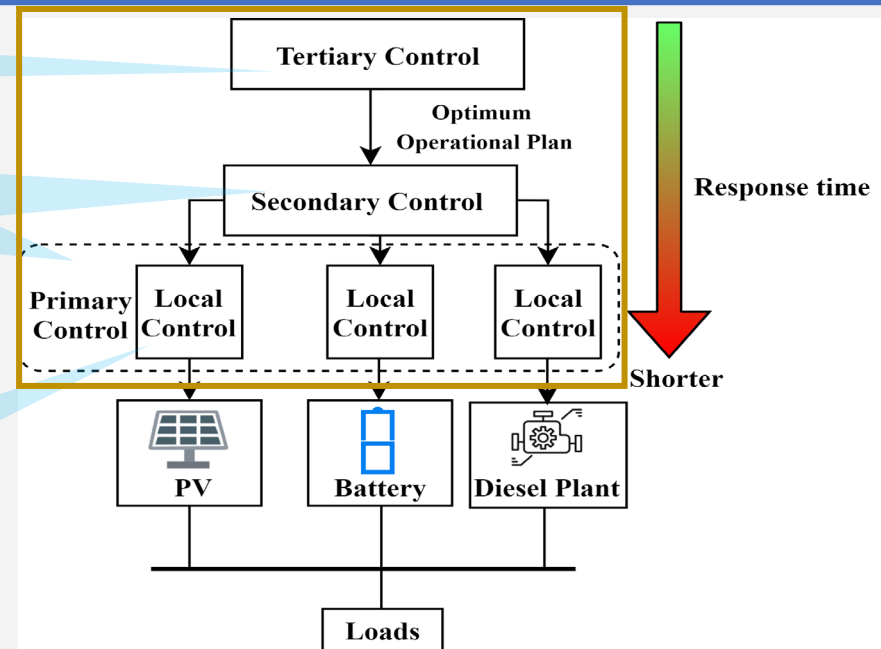 Tertiary Control
Optimum
Operational Plan
Response time
Secondary Control
Primary
Control
Local
Control
Local
Control
Local
Control
Shorter
PV
Battery
Diesel Plant
Loads